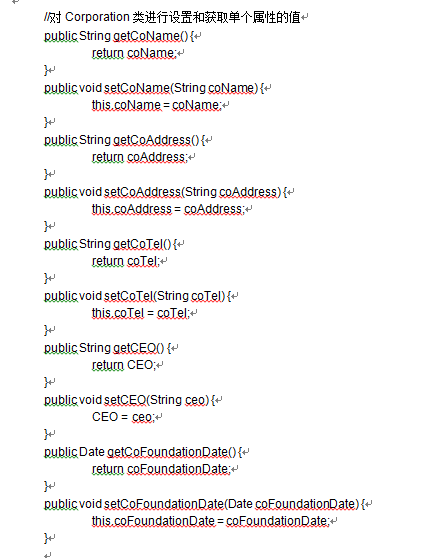 //对 Corporation 类进行设置和获取单个属性的值
public String getCoName(){
return coName;
}
public void setCoName(String coName){
this.coName = coName;
}
public String getCoAddress(){
return coAddress;
}
public void setCoAddress(String coAddress){
this.coAddress = coAddress;
}
public String getCoTel(){
return coTel;
}
public void setCoTel(String coTel){
this.coTel = coTel;
}
public String getCEO(){
return CEO;
}
public void setCEO(String ceo){
CEO = ceo;
}
public Date getCoFoundationDate(){
return coFoundationDate;
}
public void setCoFoundationDate(Date coFoundationDate){
this.coFoundationDate = coFoundationDate;
}